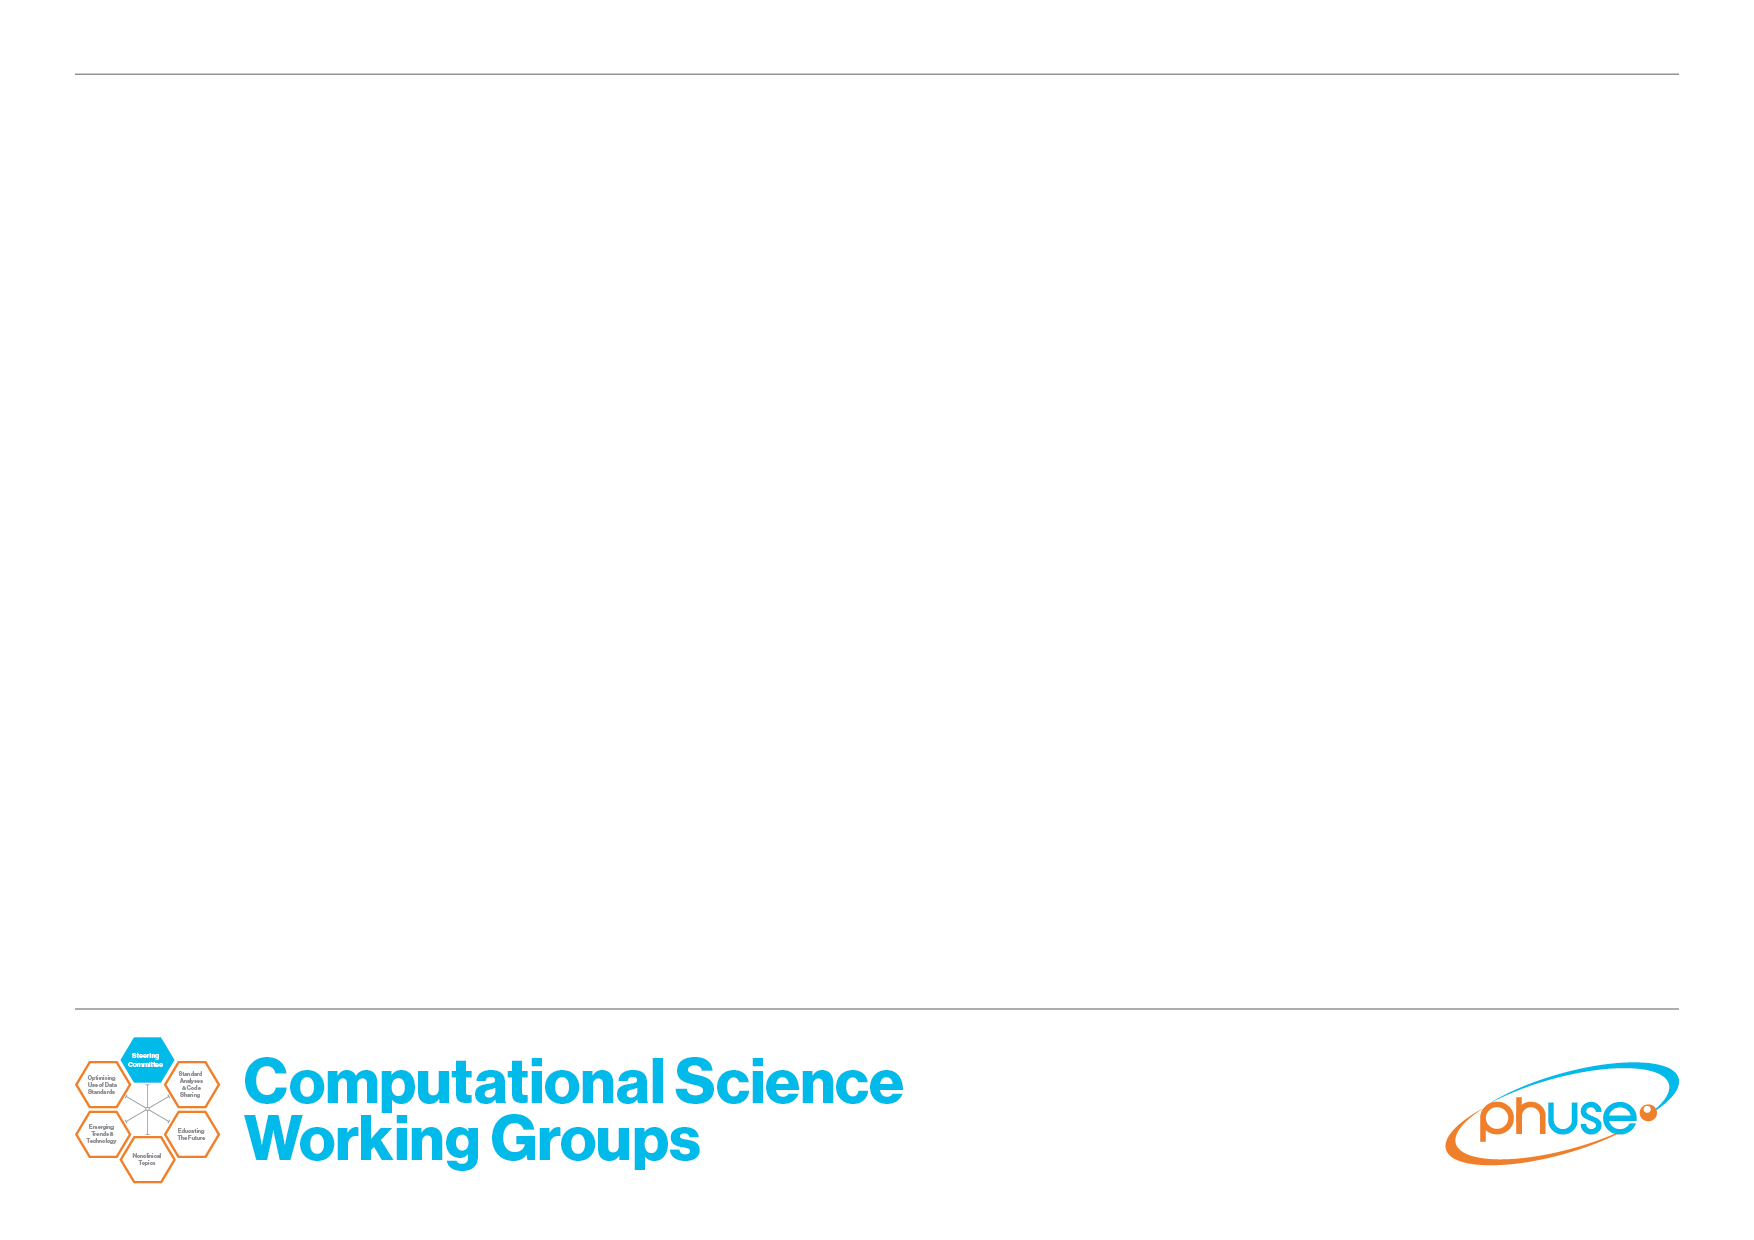 Steering
Committee
Optimising
Use of Data
Standards
Standard
Analyses
& Code
Sharing
Emerging
Trends &
Technology
Educating
The Future
Nonclinical
Topics
Computational Science
Working Groups
phuse